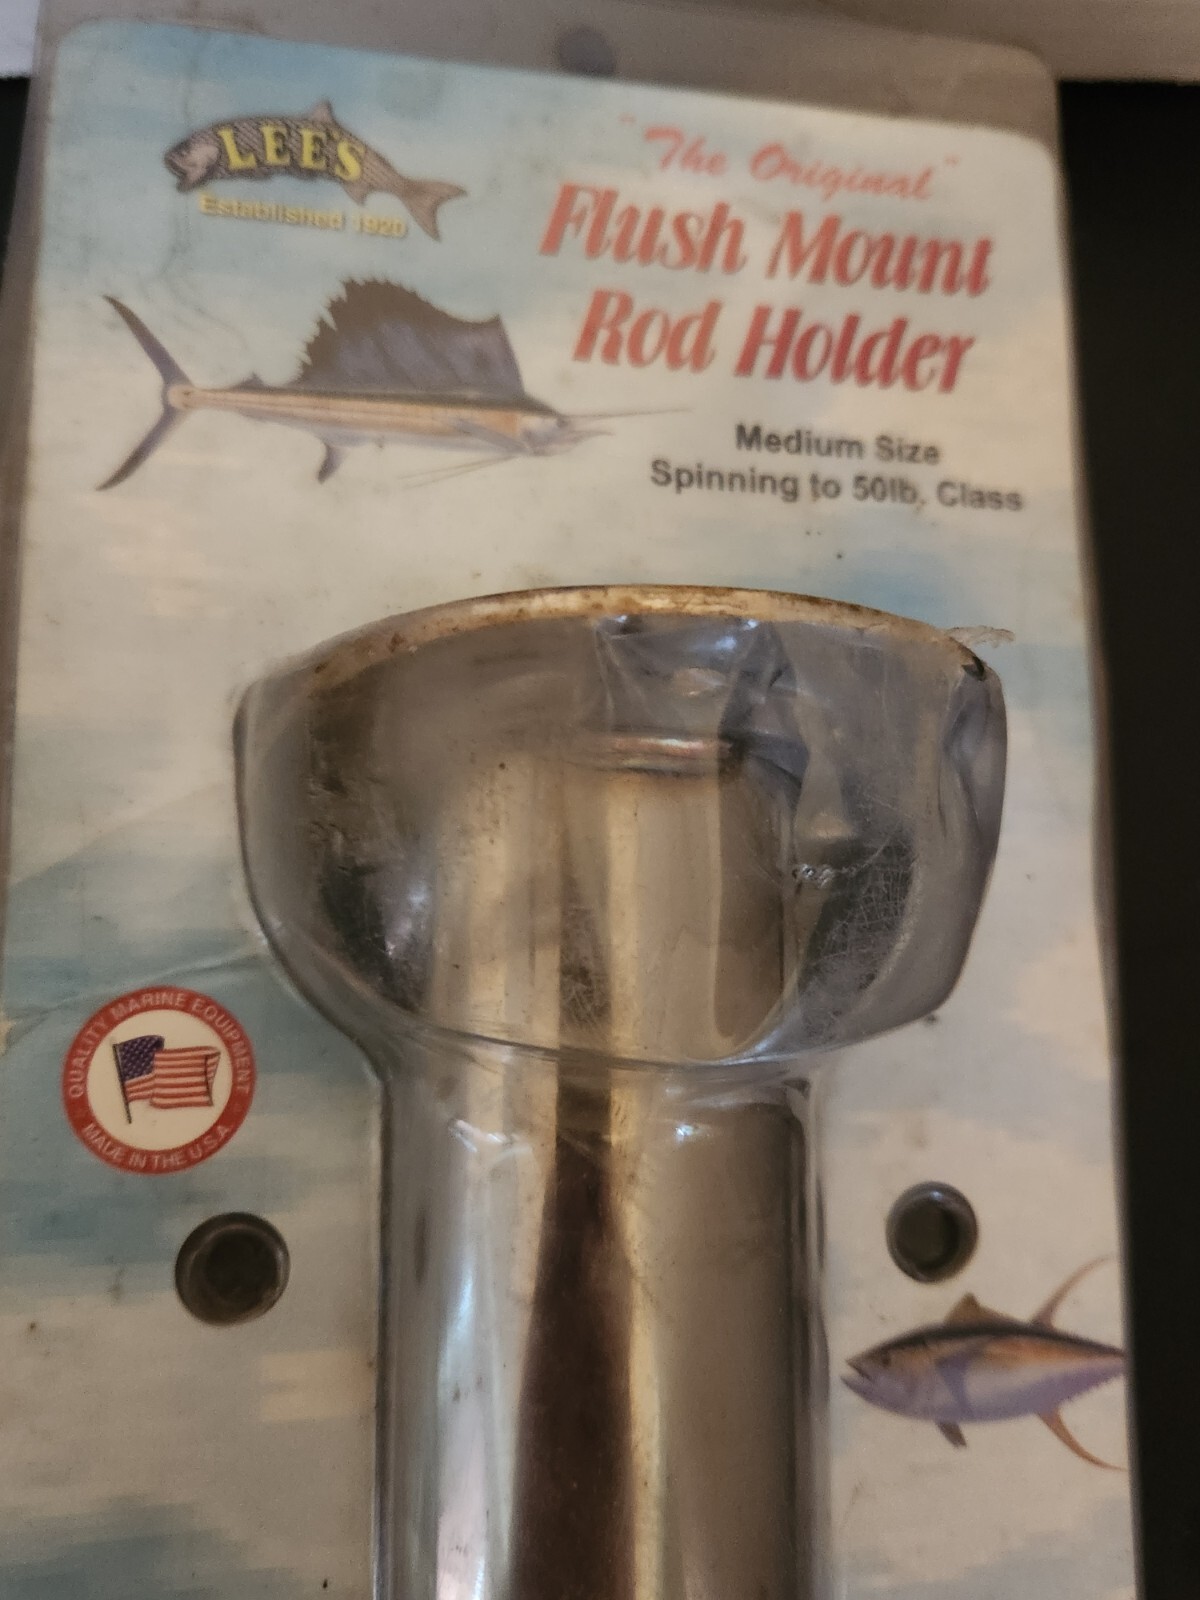 LEE'S
Established 1920
"The Original"
Flush Mount
Rod Holder
Medium Size
Spinning to 50lb. Class
QUALITY MARINE EQUIPMENT
MADE IN THE U.S.A.